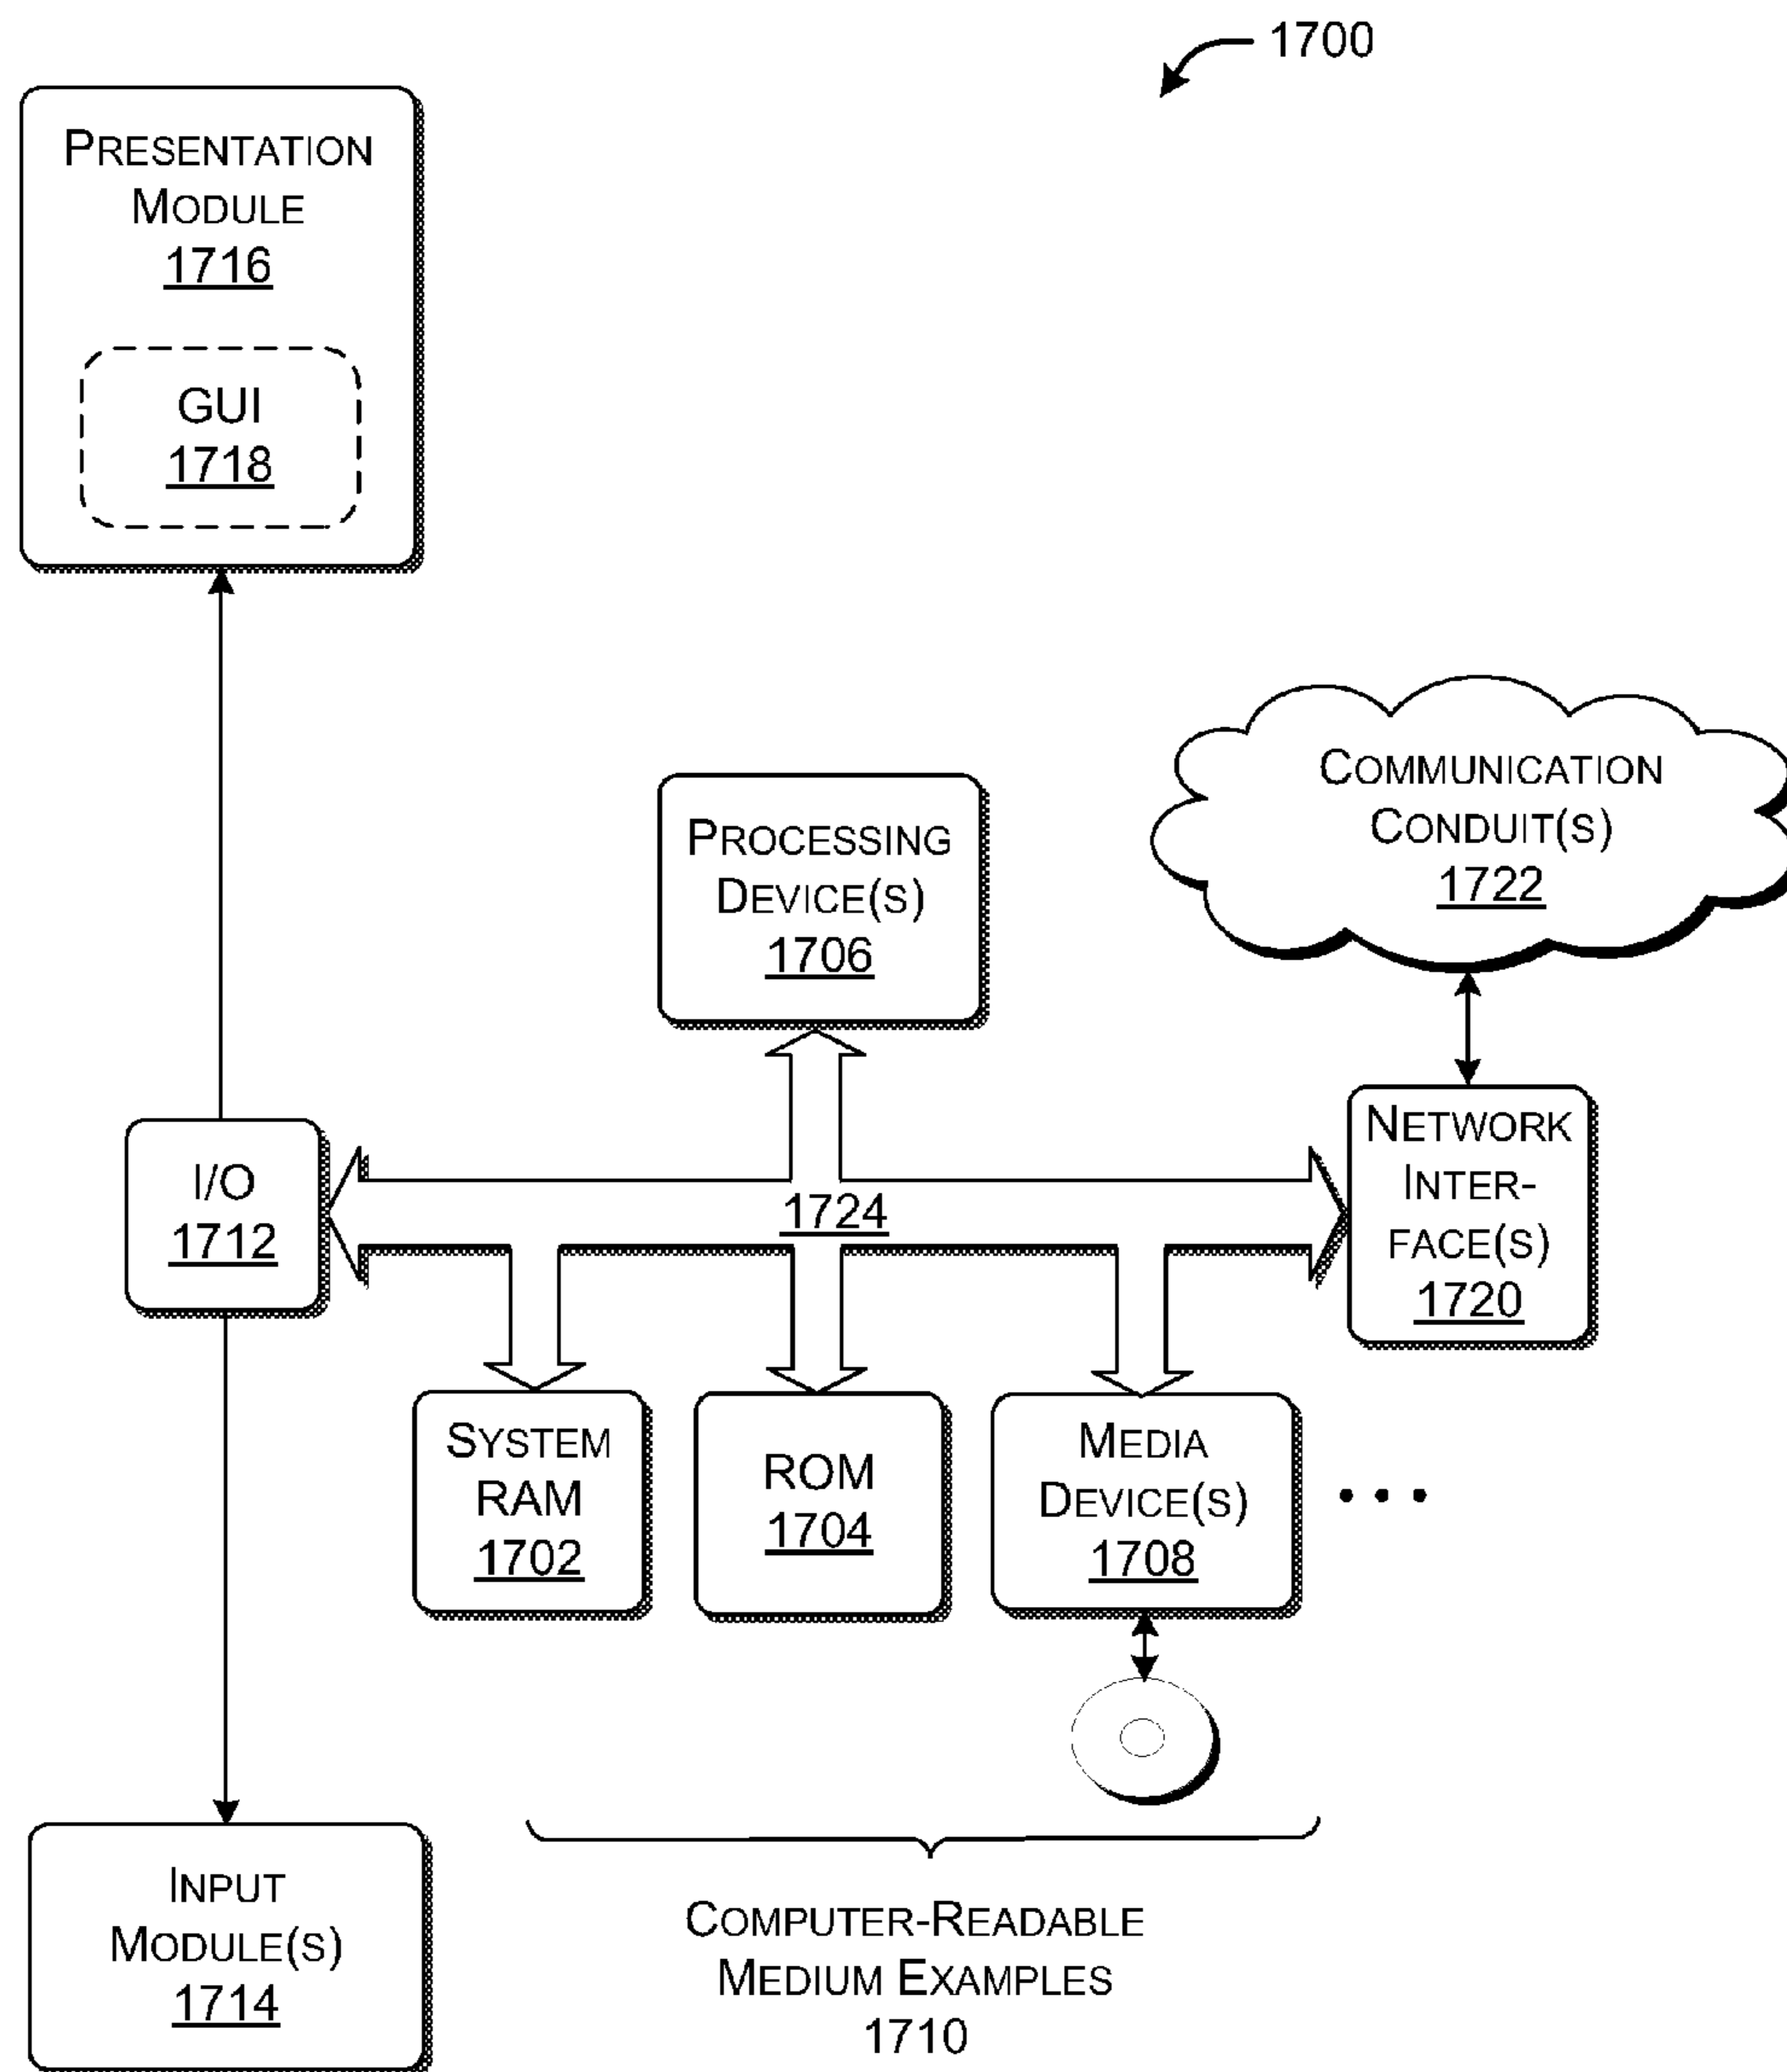 1700
PRESENTATION
MODULE
1716
GUI
1718
COMMUNICATION
CONDUIT(S)
1722
PROCESSING
DEVICE(S)
1706
NETWORK
INTER-
FACE(S)
1720
I/O
1712
1724
SYSTEM
RAM
1702
ROM
1704
MEDIA
DEVICE(S)
1708
• • •
INPUT
MODULE(S)
1714
COMPUTER-READABLE
MEDIUM EXAMPLES
1710